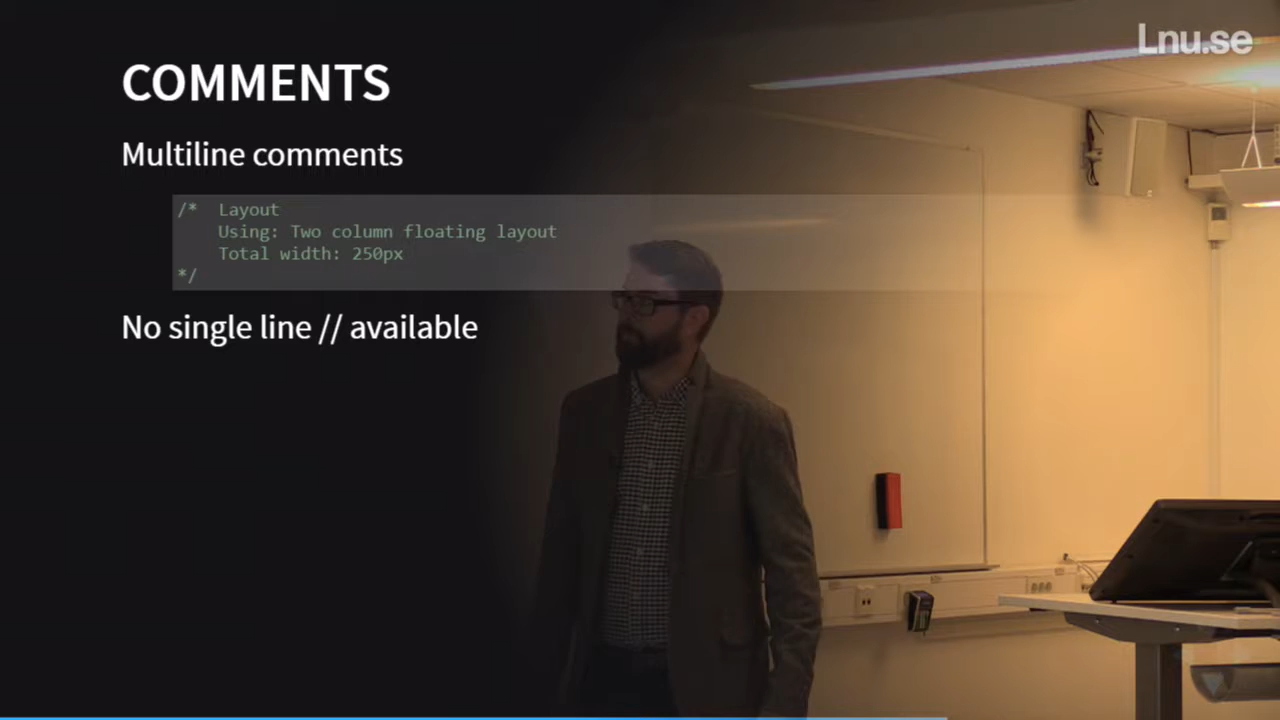 Lnu.se
COMMENTS
Multiline comments
/*  Layout
    Using: Two column floating layout
    Total width: 250px
*/
No single line // available